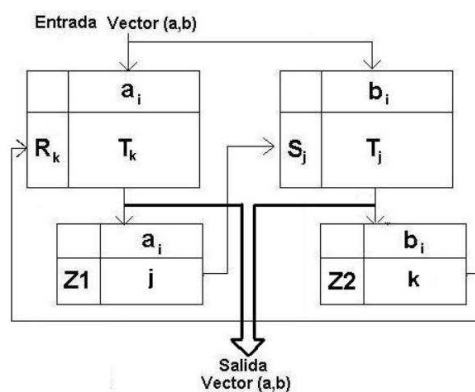 Entrada Vector (a,b)
a i
b i
R k
T k
S j
T j
a i
b i
Z1
j
Z2
k
Salida
Vector (a,b)